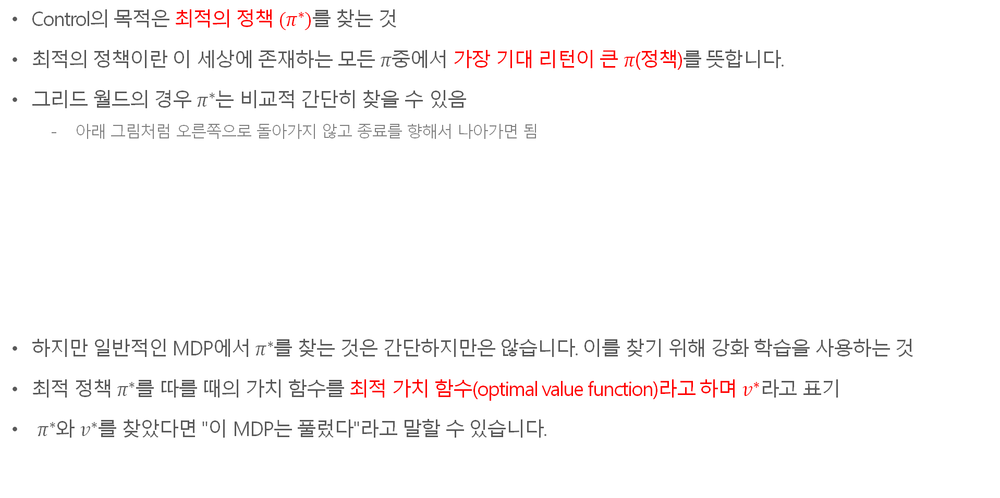 • Control의 목적은 최적의 정책 (π*)를 찾는 것
• 최적의 정책이란 이 세상에 존재하는 모든 π중에서 가장 기대 리턴이 큰 π(정책)를 뜻합니다.
• 그리드 월드의 경우 π*는 비교적 간단히 찾을 수 있음
- 아래 그림처럼 오른쪽으로 돌아가지 않고 종료를 향해서 나아가면 됨
• 하지만 일반적인 MDP에서 π*를 찾는 것은 간단하지만은 않습니다. 이를 찾기 위해 강화 학습을 사용하는 것
• 최적 정책 π*를 따를 때의 가치 함수를 최적 가치 함수(optimal value function)라고 하며 v*라고 표기
• π*와 v*를 찾았다면 "이 MDP는 풀렀다"라고 말할 수 있습니다.